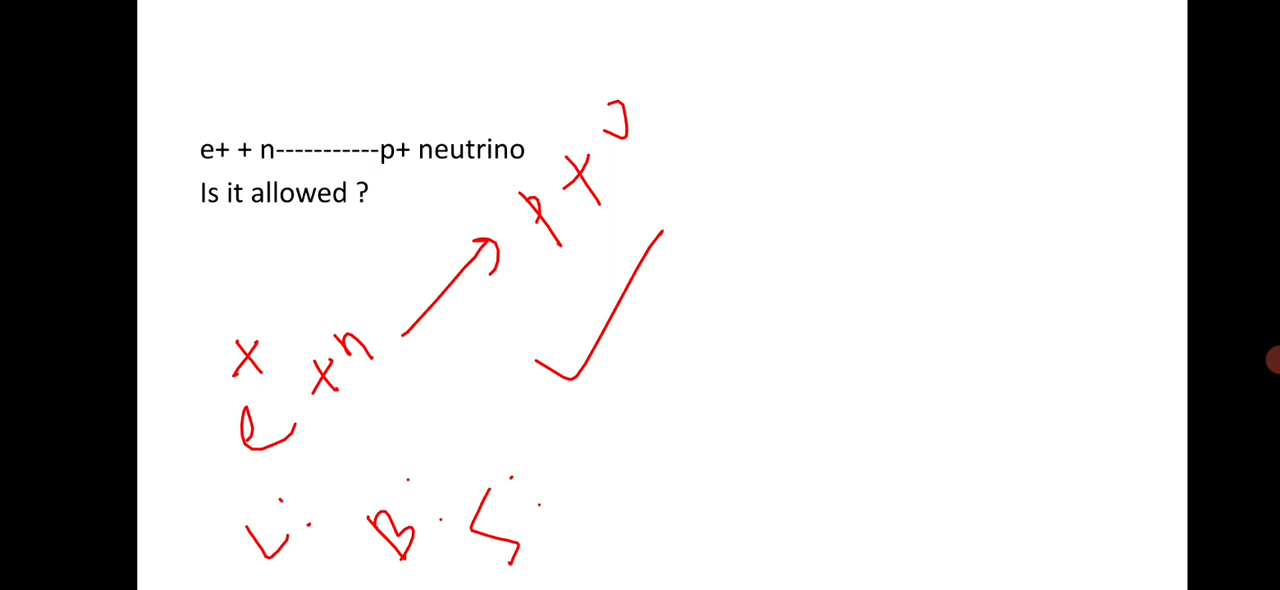 e+ + n-----------p+ neutrino
Is it allowed ?
n
p
e
L. B. S